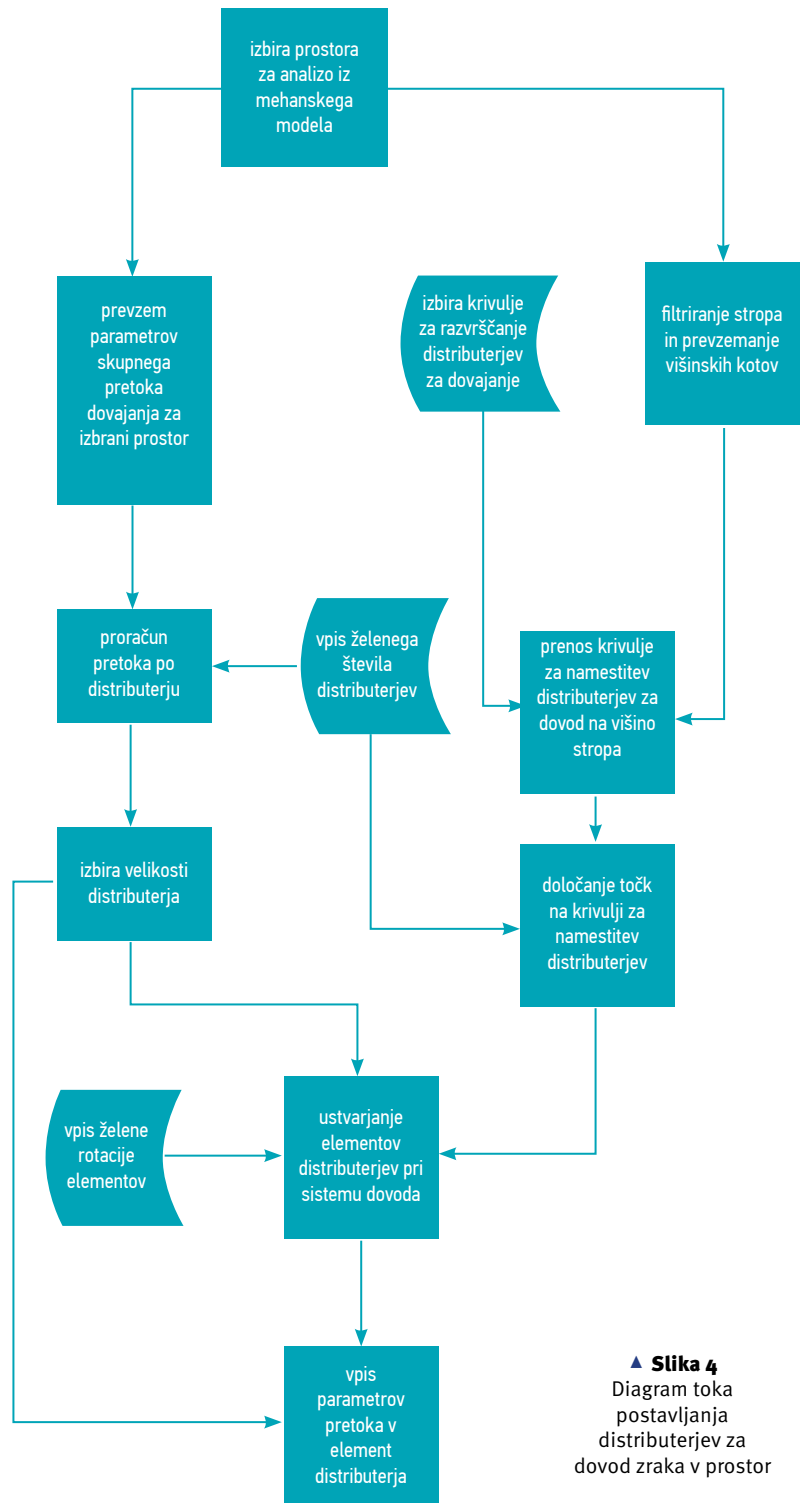 izbira prostora
za analizo iz
mehanskega
modela
prevzem
parametrov
skupnega
pretoka
dovajanja za
izbrani prostor
izbira krivulje
za razvrščanje
distributerjev
za dovajanje
filtriranje stropa
in prevzemanje
višinskih kotov
proračun
pretoka po
distributerju
vpis želenega
števila
distributerjev
prenos krivulje
za namestitev
distributerjev za
dovod na višino
stropa
izbira velikosti
distributerja
določanje točk
na krivulji za
namestitev
distributerjev
vpis želene
rotacije
elementov
ustvarjanje
elementov
distributerjev pri
sistemu dovoda
vpis
parametrov
pretoka v
element
distributerja
▲ Slika 4
Diagram toka
postavljanja
distributerjev za
dovod zraka v prostor